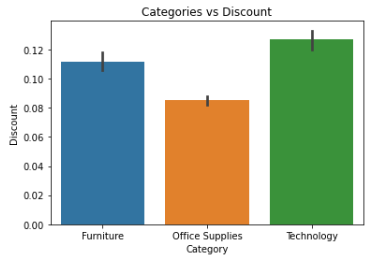 Categories vs Discount
0.12
0.10
0.08
0.06
0.04
0.02
0.00
Discount
Furniture
Office Supplies
Technology
Category